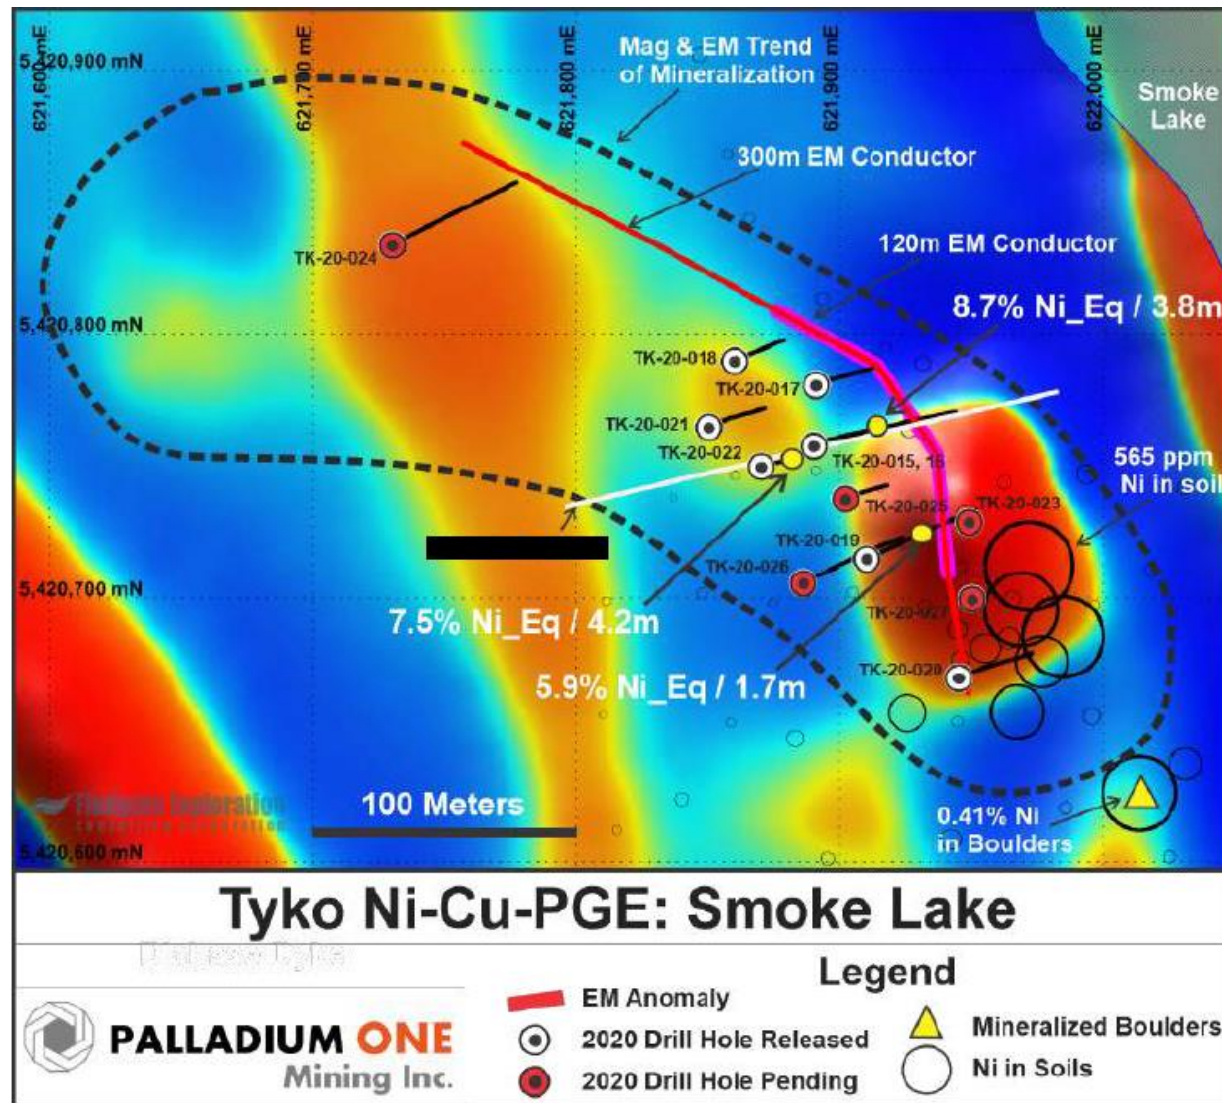 621,600 mE
621,700 mE
621,800 mE
621,900 mE
622,000 mE
5,420,900 mN
Mag & EM Trend
of Mineralization
Smoke
Lake
300m EM Conductor
TK-20-024
120m EM Conductor
8.7% Ni_Eq / 3.8m
5,420,800 mN
TK-20-018
TK-20-017
TK-20-021
TK-20-022
TK-20-015, 16
565 ppm
Ni in soil
TK-20-025
TK-20-023
TK-20-019
TK-20-026
5,420,700 mN
TK-20-027
7.5% Ni_Eq / 4.2m
TK-20-020
5.9% Ni_Eq / 1.7m
100 Meters
0.41% Ni
in Boulders
5,420,600 mN
Tyko Ni-Cu-PGE: Smoke Lake
Legend
PALLADIUM ONE
Mining Inc.
EM Anomaly
2020 Drill Hole Released
2020 Drill Hole Pending
Mineralized Boulders
Ni in Soils